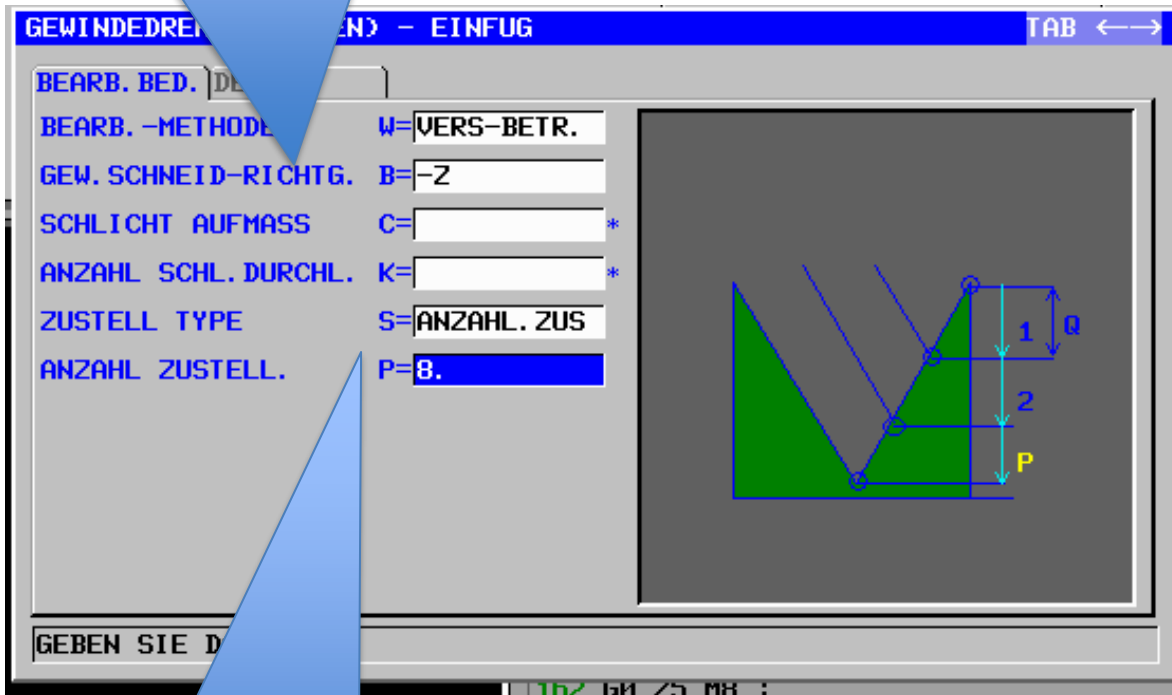 - EINFUG
TAB ←→
BEARB.BED.
BEARB.-METHODE W=VERS-BETR.
GEW.SCHNEID-RICHTG. B=-Z
SCHLICHT AUFMASS C= *
ANZAHL SCHL.DURCHL. K= *
ZUSTELL TYPE S=ANZAHL.ZUS
ANZAHL ZUSTELL. P=8.
1 Q
2
P
GEBEN SIE
162 G0 Z5 M8 ;